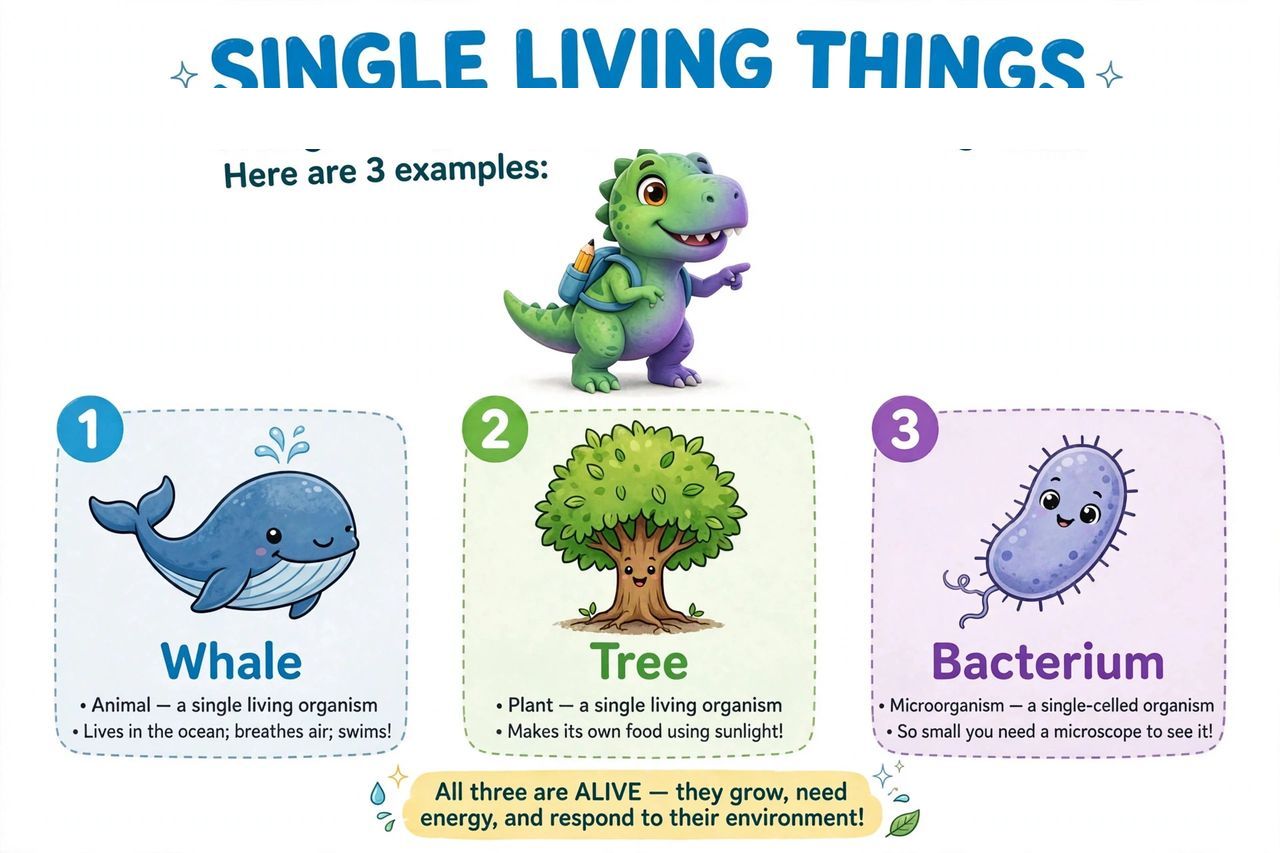 SINGLE LIVING THINGS
Here are 3 examples:
1
Whale
• Animal — a single living organism
• Lives in the ocean; breathes air; swims!
2
Tree
• Plant — a single living organism
• Makes its own food using sunlight!
3
Bacterium
• Microorganism — a single-celled organism
• So small you need a microscope to see it!
All three are ALIVE — they grow, need
energy, and respond to their environment!